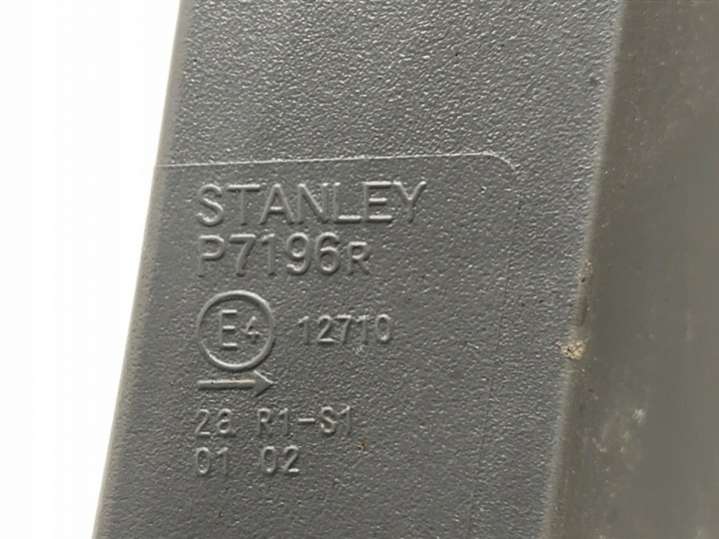 STANLEY
P7196R
E4 12710
→
2a R1-S1
01 02